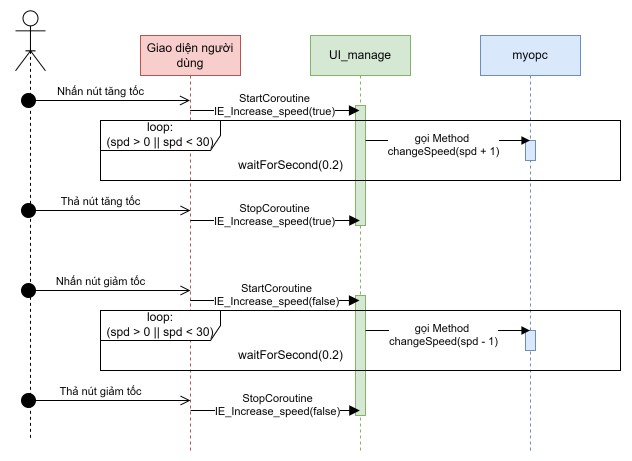 Giao diện người
dùng
UI_manage
myopc
Nhấn nút tăng tốc
StartCoroutine
IE_Increase_speed(true)
loop:
(spd > 0 || spd < 30)
gọi Method
changeSpeed(spd + 1)
waitForSecond(0.2)
Thả nút tăng tốc
StopCoroutine
IE_Increase_speed(true)
Nhấn nút giảm tốc
StartCoroutine
IE_Increase_speed(false)
loop:
(spd > 0 || spd < 30)
gọi Method
changeSpeed(spd - 1)
waitForSecond(0.2)
Thả nút giảm tốc
StopCoroutine
IE_Increase_speed(false)